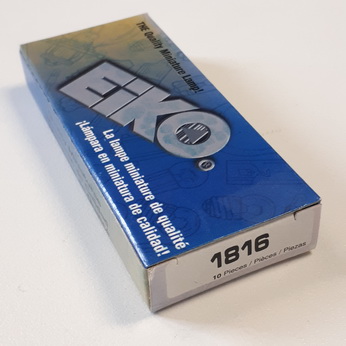 THE Quality Miniature Lamp!
EiKO®
La lampe miniature de qualité
¡Lámpara en miniatura de calidad!
1816
10 Pieces / Pièces / Piezas